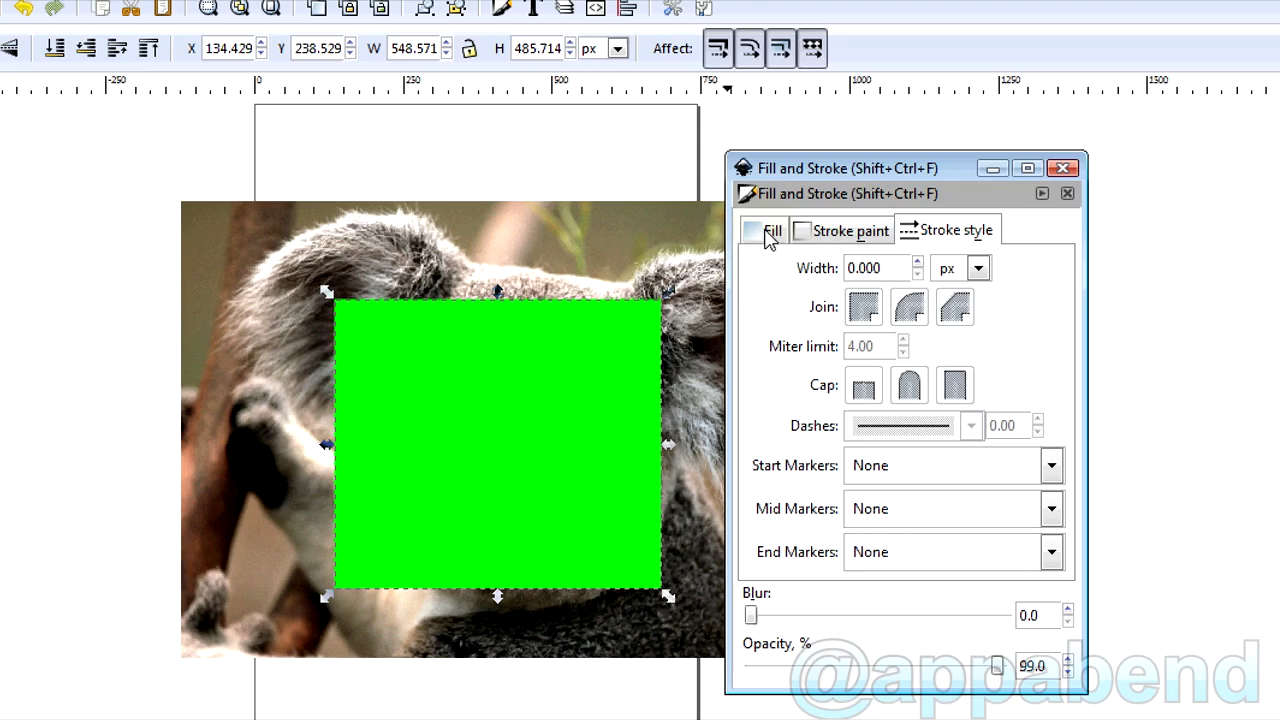 X 134.429 Y 238.529 W 548.571 H 485.714 px Affect:
-250 0 250 500 750 1000 1250 1500
Fill and Stroke (Shift+Ctrl+F)
Fill and Stroke (Shift+Ctrl+F)
Fill Stroke paint Stroke style
Width: 0.000 px
Join:
Miter limit: 4.00
Cap:
Dashes: 0.00
Start Markers: None
Mid Markers: None
End Markers: None
Blur:
0.0
Opacity, %
99.0
@appabend